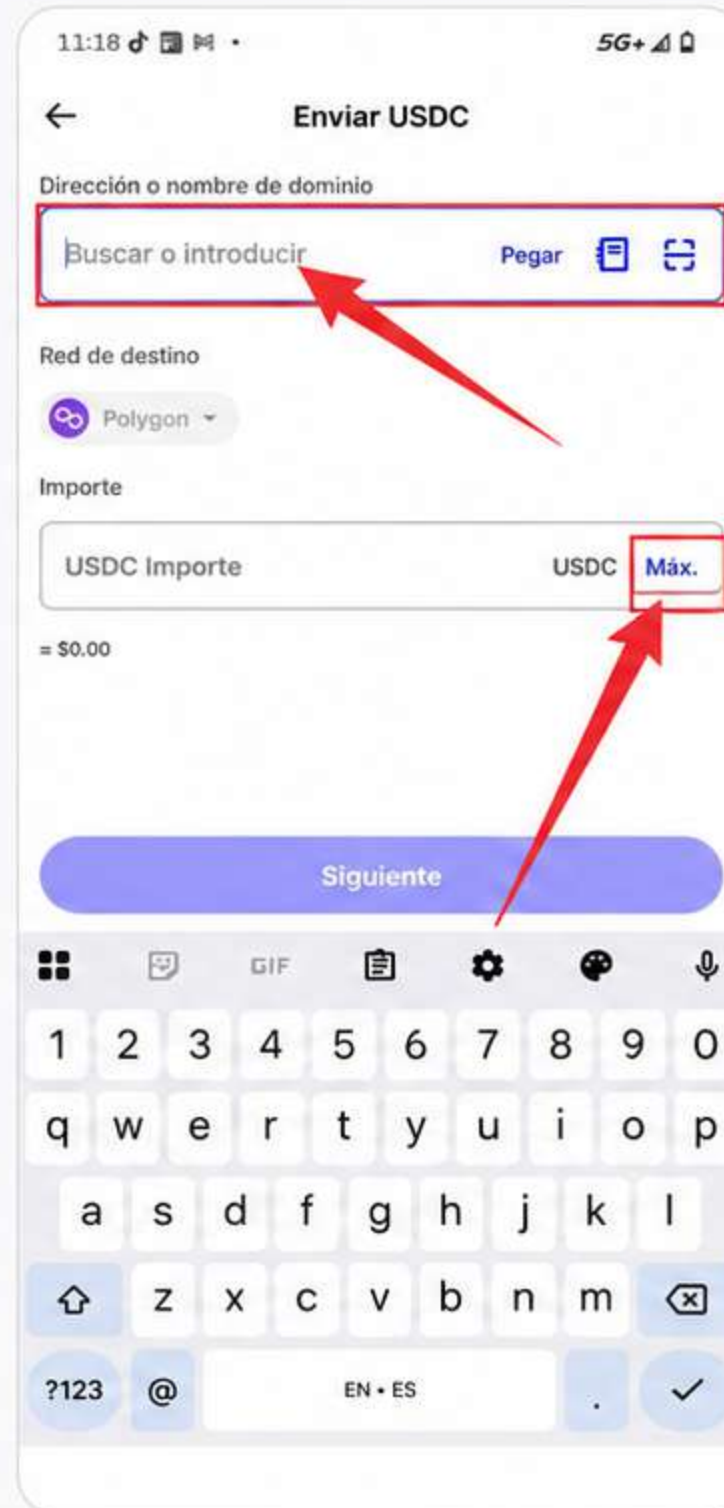 11:18 5G+
Enviar USDC
Dirección o nombre de dominio
Buscar o introducir Pegar
Red de destino
Polygon
Importe
USDC Importe USDC Máx.
= $0.00
Siguiente
GIF
1 2 3 4 5 6 7 8 9 0
q w e r t y u i o p
a s d f g h j k l
z x c v b n m
?123 @ EN • ES .